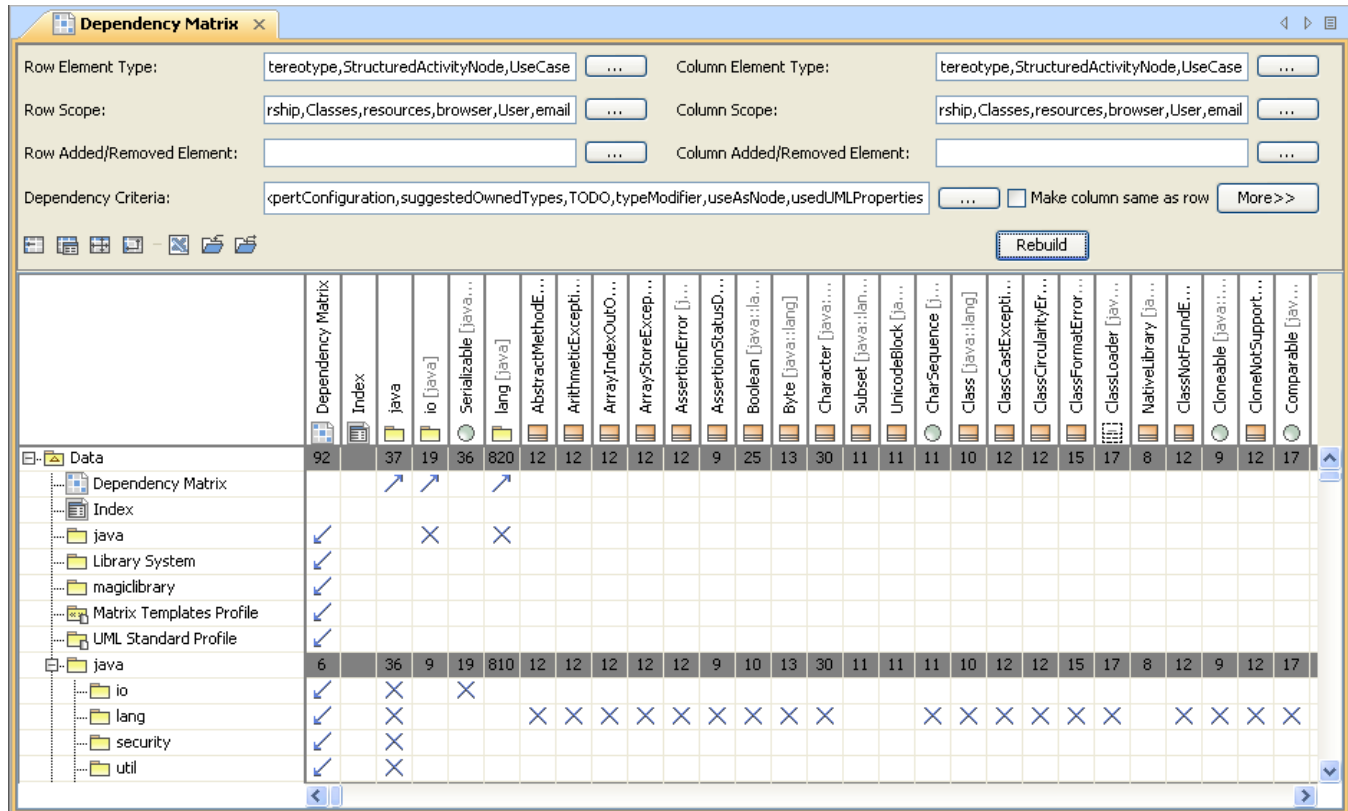 Dependency Matrix
Row Element Type: tereotype,StructuredActivityNode,UseCase ... Column Element Type: tereotype,StructuredActivityNode,UseCase ...
Row Scope: rship,Classes,resources,browser,User,email ... Column Scope: rship,Classes,resources,browser,User,email ...
Row Added/Removed Element: ... Column Added/Removed Element: ...
Dependency Criteria: <pertConfiguration,suggestedOwnedTypes,TODO,typeModifier,useAsNode,usedUMLProperties ... Make column same as row More>>
Rebuild
Dependency Matrix
Index
java
io [java]
Serializable [java...
lang [java]
AbstractMethodE...
ArithmeticExcepti...
ArrayIndexOutO...
ArrayStoreExcep...
AssertionError [j...
AssertionStatusD...
Boolean [java::la...
Byte [java::lang]
Character [java:...
Subset [java::lan...
UnicodeBlock [ja...
CharSequence [j...
Class [java::lang]
ClassCastExcepti...
ClassCircularityEr...
ClassFormatError...
ClassLoader [jav...
NativeLibrary [ja...
ClassNotFoundE...
Cloneable [java::...
CloneNotSupport...
Comparable [jav...
Data 92 37 19 36 820 12 12 12 12 12 9 25 13 30 11 11 11 10 12 12 15 17 8 12 9 12 17
Dependency Matrix
Index
java
Library System
magiclibrary
Matrix Templates Profile
UML Standard Profile
java 6 36 9 19 810 12 12 12 12 12 9 10 13 30 11 11 11 10 12 12 15 17 8 12 9 12 17
io
lang
security
util